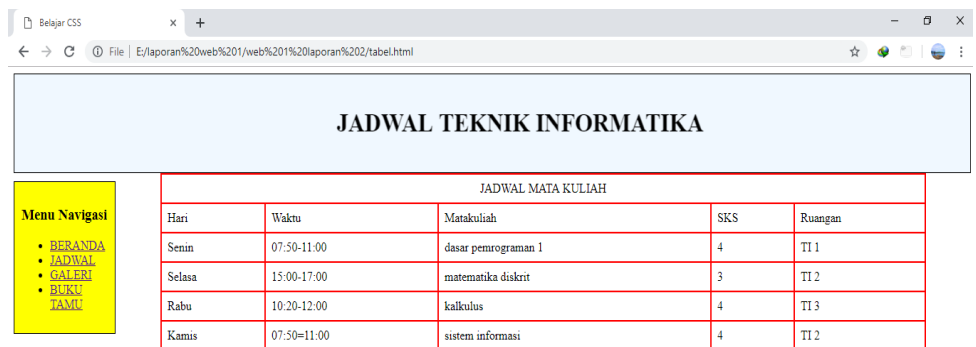 Belajar CSS
File | E:/laporan%20web%201/web%201%20laporan%202/tabel.html
JADWAL TEKNIK INFORMATIKA
Menu Navigasi
BERANDA
JADWAL
GALERI
BUKU
TAMU
JADWAL MATA KULIAH
Hari Waktu Matakuliah SKS Ruangan
Senin 07:50-11:00 dasar pemrograman 1 4 TI 1
Selasa 15:00-17:00 matematika diskrit 3 TI 2
Rabu 10:20-12:00 kalkulus 4 TI 3
Kamis 07:50=11:00 sistem informasi 4 TI 2